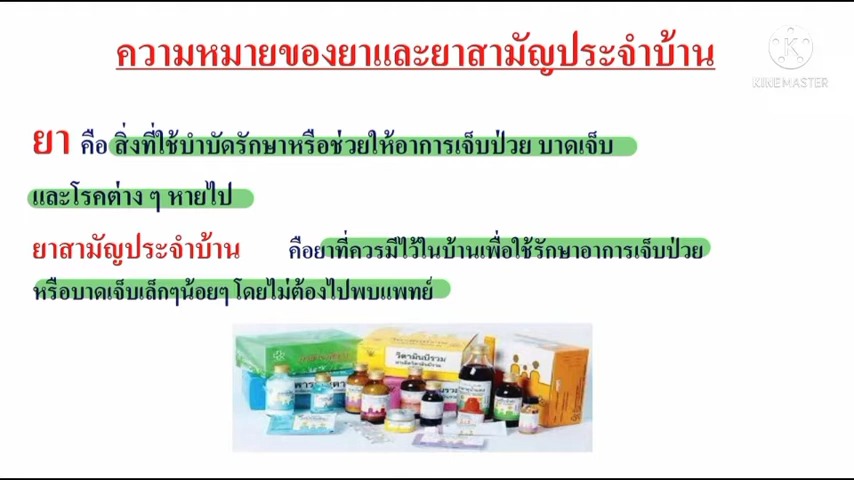 ความหมายของยาและยาสามัญประจำบ้าน
KINEMASTER
ยา คือ สิ่งที่ใช้บำบัดรักษาหรือช่วยให้อาการเจ็บป่วย บาดเจ็บ
และโรคต่าง ๆ หายไป
ยาสามัญประจำบ้าน คือยาที่ควรมีไว้ในบ้านเพื่อใช้รักษาอาการเจ็บป่วย
หรือบาดเจ็บเล็กๆน้อยๆ โดยไม่ต้องไปพบแพทย์
วิตามินบีรวม